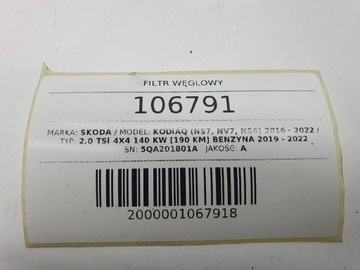 FILTR WĘGLOWY
106791
MARKA: SKODA / MODEL: KODIAQ (NS7, NV7, NS6) 2016 - 2022 /
TYP: 2.0 TSI 4X4 140 KW [190 KM] BENZYNA 2019 - 2022
SN: 5QA201801A JAKOŚĆ: A
2000001067918